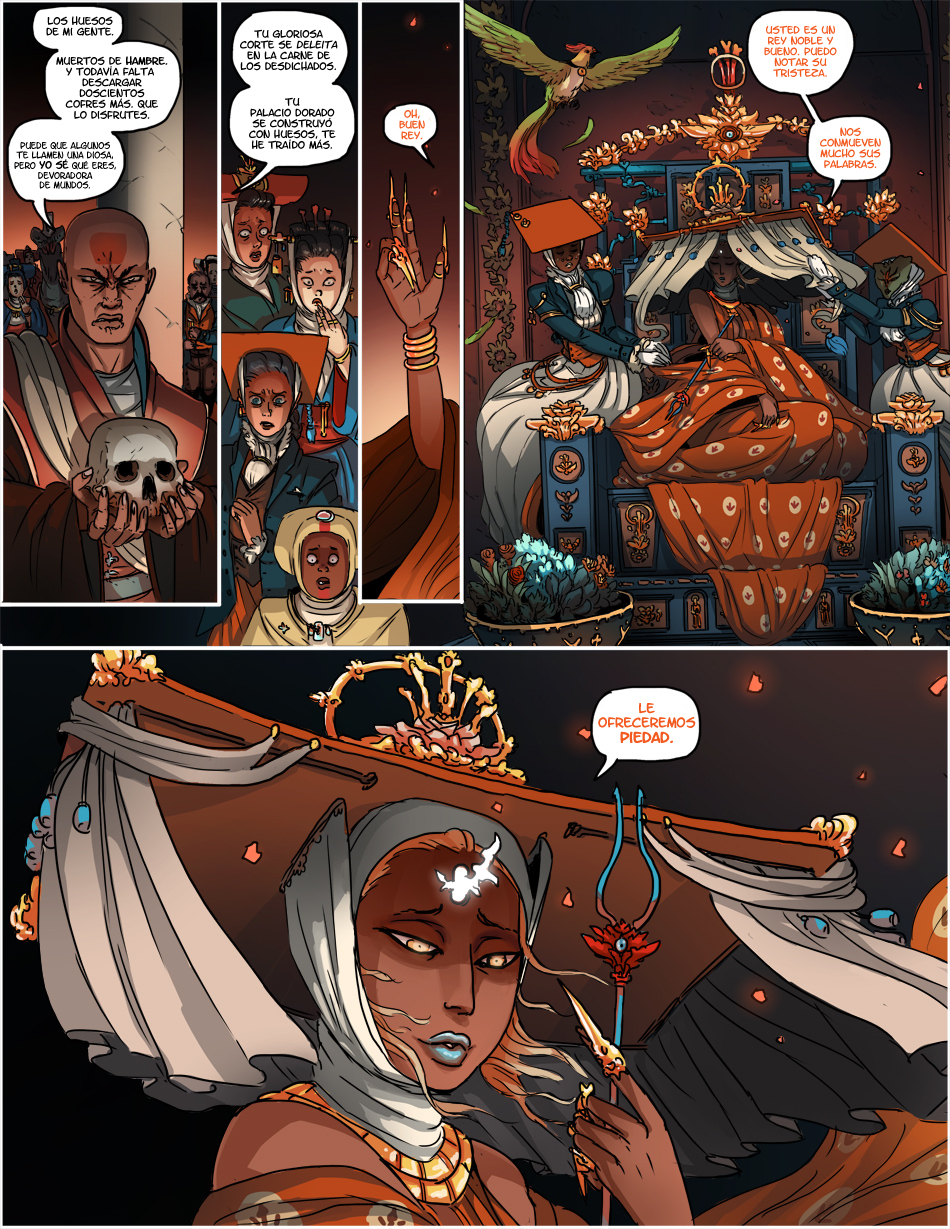 LOS HUESOS
DE MI GENTE.
MUERTOS DE HAMBRE.
Y TODAVÍA FALTA
DESCARGAR
DOSCIENTOS
COFRES MÁS. QUE
LO DISFRUTES.
PUEDE QUE ALGUNOS
TE LLAMEN UNA DIOSA,
PERO YO SÉ QUÉ ERES,
DEVORADORA
DE MUNDOS.
TU GLORIOSA
CORTE SE DELEITA
EN LA CARNE DE
LOS DESDICHADOS.
TU
PALACIO DORADO
SE CONSTRUYÓ
CON HUESOS, TE
HE TRAÍDO MÁS.
OH,
BUEN
REY.
USTED ES UN
REY NOBLE Y
BUENO. PUEDO
NOTAR SU
TRISTEZA.
NOS
CONMUEVEN
MUCHO SUS
PALABRAS.
LE
OFRECEREMOS
PIEDAD.